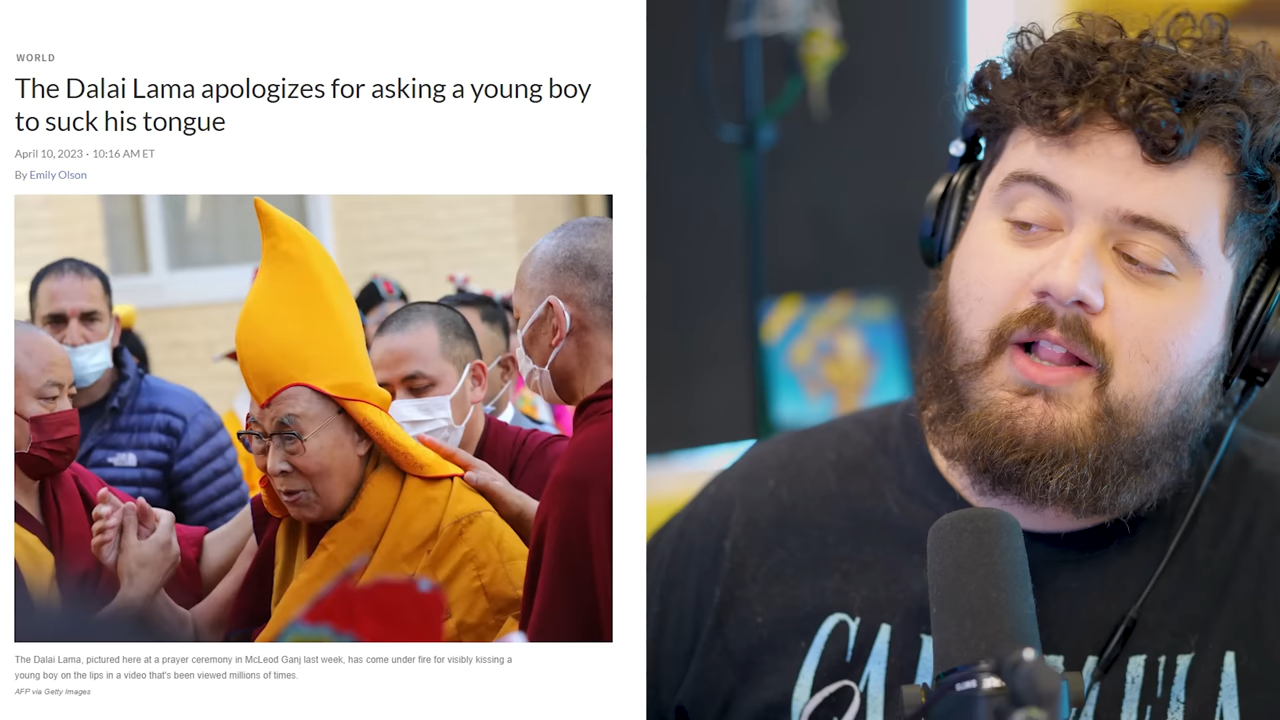 WORLD
The Dalai Lama apologizes for asking a young boy
to suck his tongue
April 10, 2023 · 10:16 AM ET
By Emily Olson
The Dalai Lama, pictured here at a prayer ceremony in McLeod Ganj last week, has come under fire for visibly kissing a
young boy on the lips in a video that's been viewed millions of times.
AFP via Getty Images